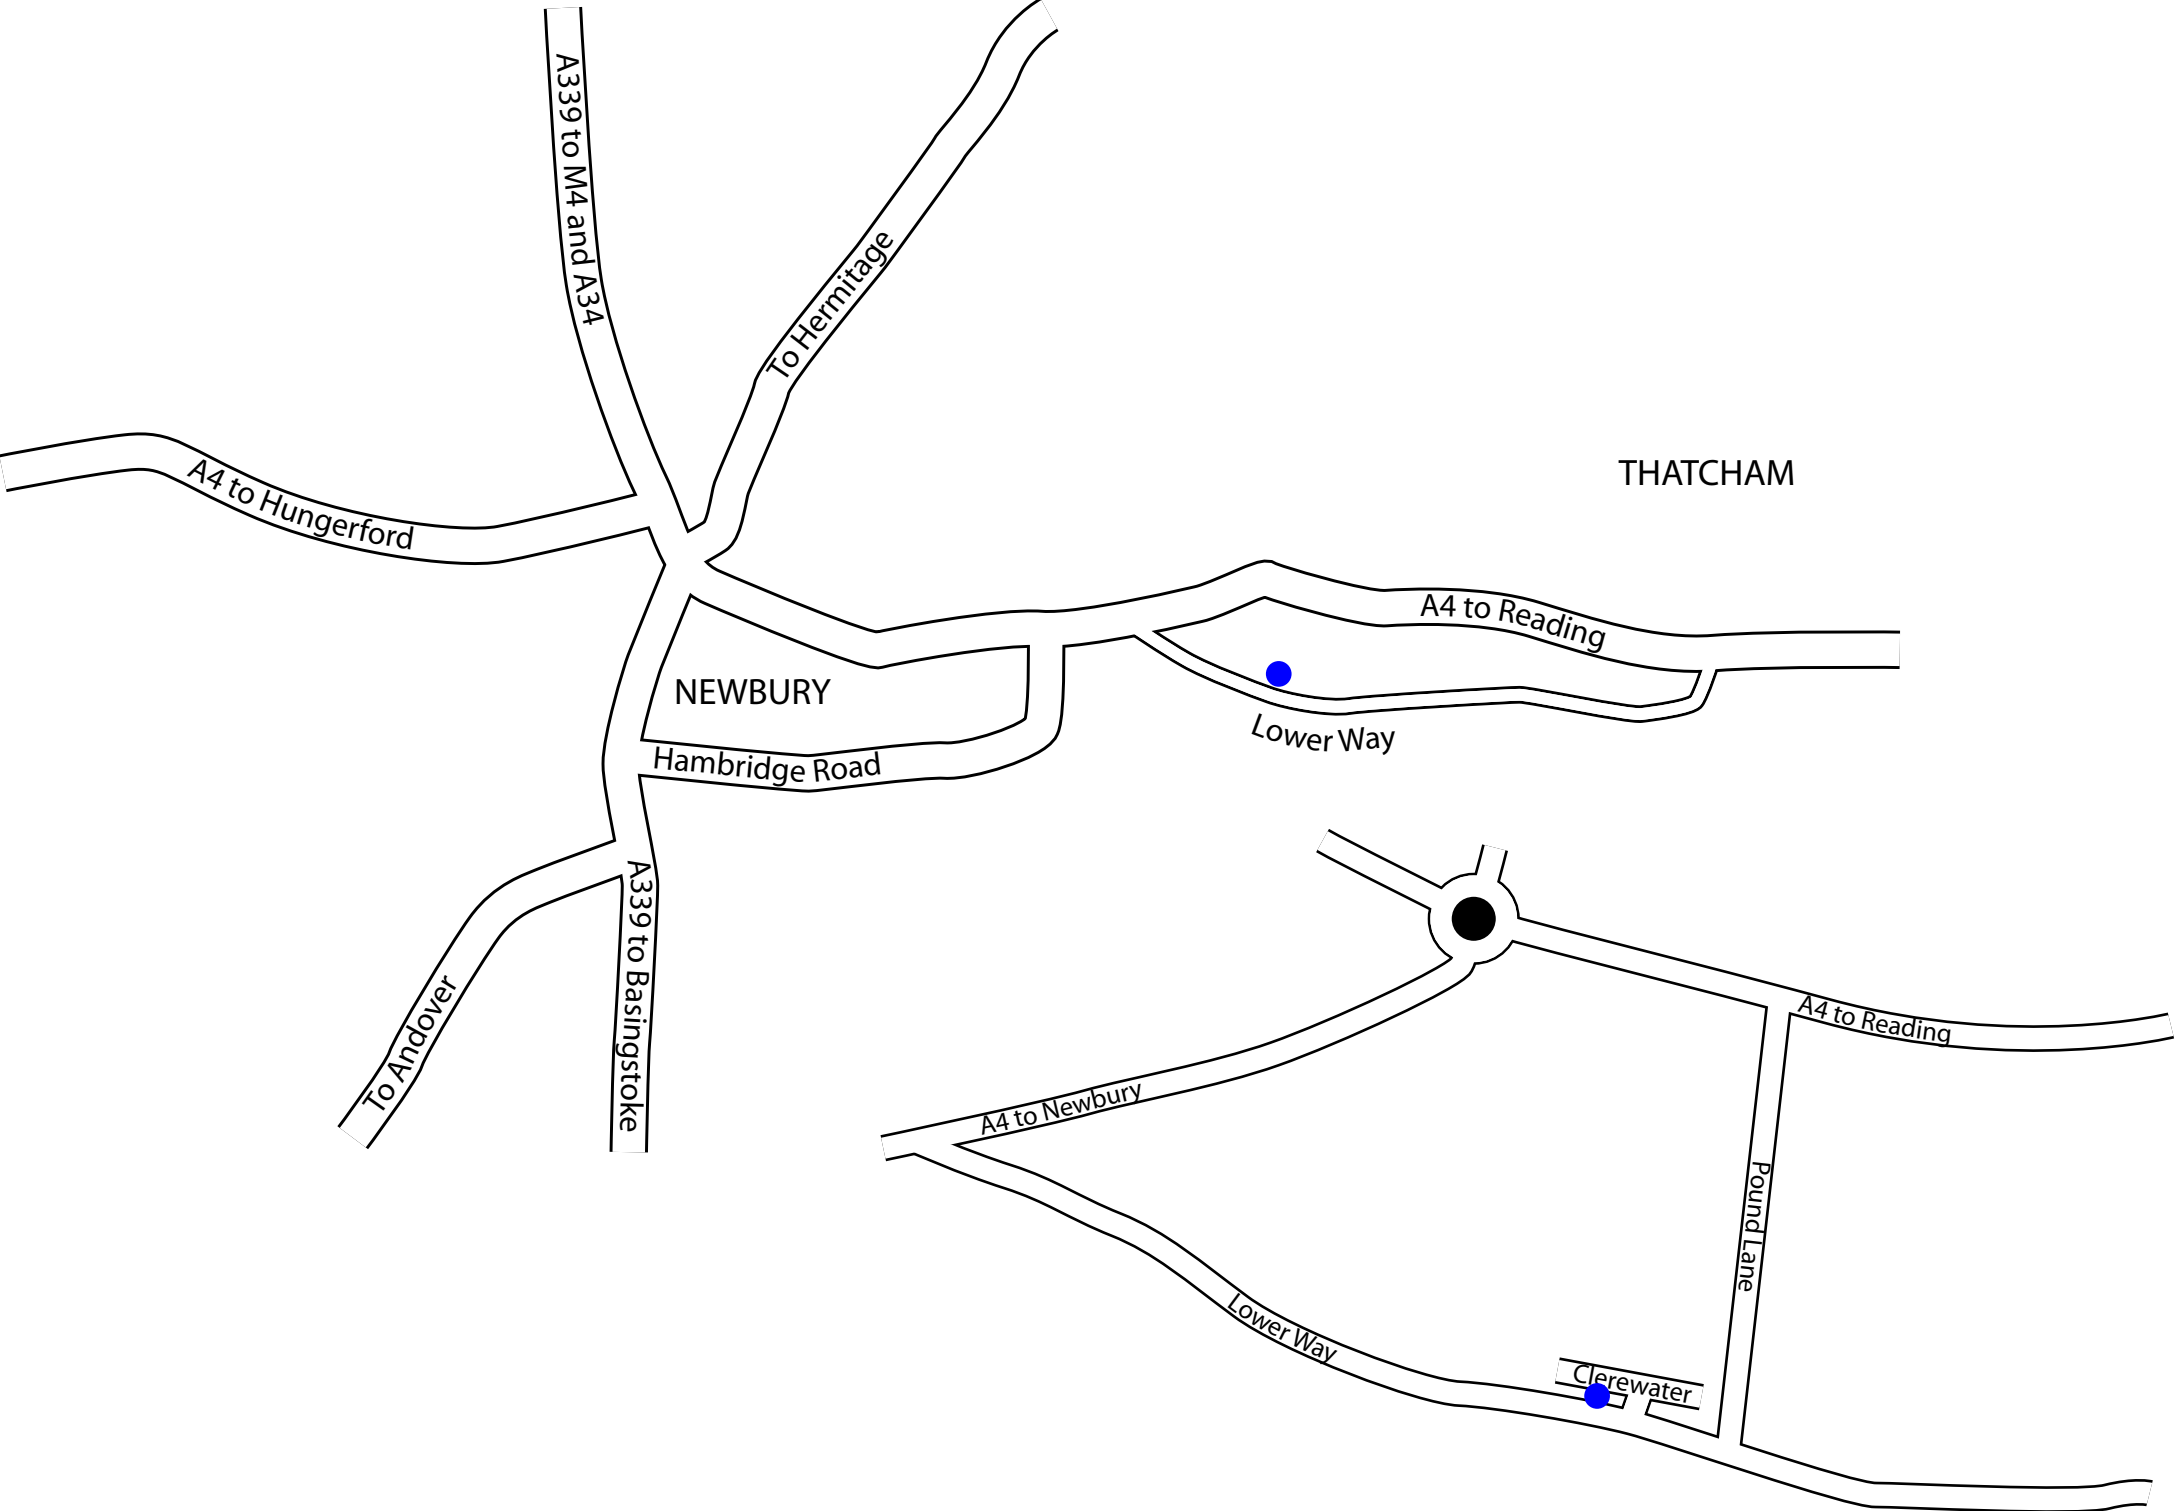 A339 to M4 and A34
To Hermitage
A4 to Hungerford
THATCHAM
A4 to Reading
NEWBURY
Lower Way
Hambridge Road
A339 to Basingstoke
To Andover
A4 to Reading
A4 to Newbury
Pound Lane
Lower Way
Clerewater